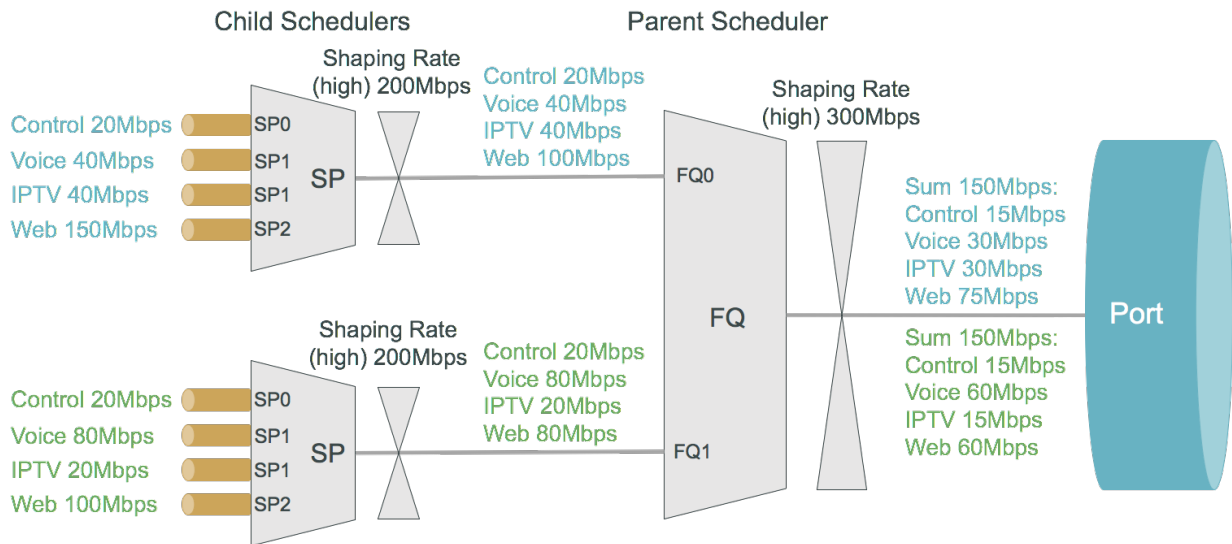 Child Schedulers
Parent Scheduler
Shaping Rate
(high) 200Mbps
Control 20Mbps
Voice 40Mbps
IPTV 40Mbps
Web 150Mbps
SP0
SP1
SP1
SP2
SP
Control 20Mbps
Voice 40Mbps
IPTV 40Mbps
Web 100Mbps
Shaping Rate
(high) 200Mbps
Control 20Mbps
Voice 80Mbps
IPTV 20Mbps
Web 100Mbps
SP0
SP1
SP1
SP2
SP
Control 20Mbps
Voice 80Mbps
IPTV 20Mbps
Web 80Mbps
FQ0
FQ
FQ1
Shaping Rate
(high) 300Mbps
Sum 150Mbps:
Control 15Mbps
Voice 30Mbps
IPTV 30Mbps
Web 75Mbps
Sum 150Mbps:
Control 15Mbps
Voice 60Mbps
IPTV 15Mbps
Web 60Mbps
Port